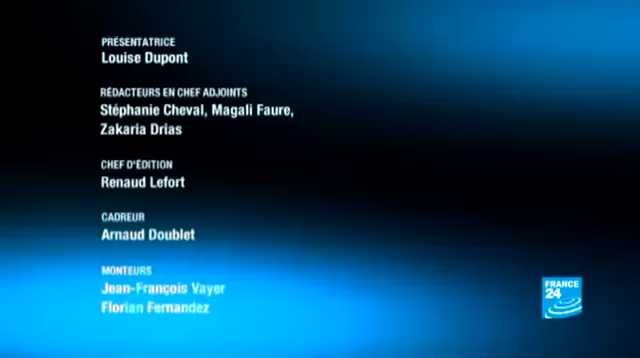 PRÉSENTATRICE
Louise Dupont
RÉDACTEURS EN CHEF ADJOINTS
Stéphanie Cheval, Magali Faure,
Zakaria Drias
CHEF D'ÉDITION
Renaud Lefort
CADREUR
Arnaud Doublet
MONTEURS
Jean-François Vayer
Florian Fernandez
FRANCE
24